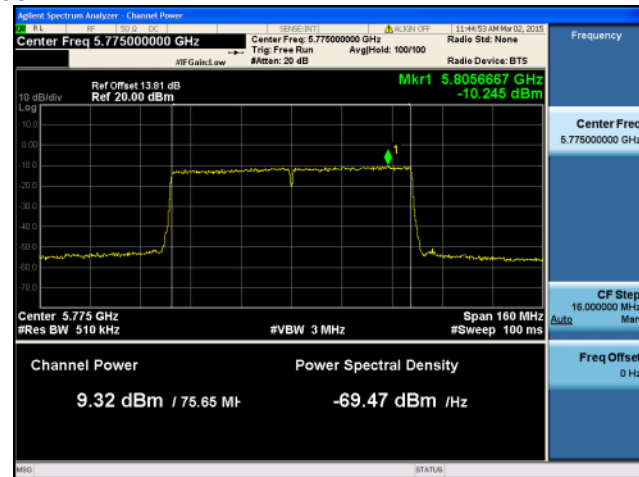 Agilent Spectrum Analyzer - Channel Power
RL RF 50 Ω DC SENSE:INT ALIGN OFF 11:44:53 AM Mar 02, 2015
Center Freq 5.775000000 GHz Center Freq: 5.775000000 GHz Radio Std: None Frequency
Trig: Free Run Avg|Hold: 100/100
#IFGain:Low #Atten: 20 dB Radio Device: BTS
Ref Offset 13.81 dB Mkr1 5.8056667 GHz
10 dB/div Ref 20.00 dBm -10.245 dBm
Log
10.0
0.00
-10.0
-20.0
-30.0
-40.0
-50.0
-60.0
-70.0
1
Center Freq
5.775000000 GHz
Center 5.775 GHz Span 160 MHz
#Res BW 510 kHz #VBW 3 MHz #Sweep 100 ms
CF Step
16.000000 MHz
Auto Man
Channel Power Power Spectral Density
9.32 dBm / 75.65 MH -69.47 dBm /Hz
Freq Offset
0 Hz
MSG STATUS